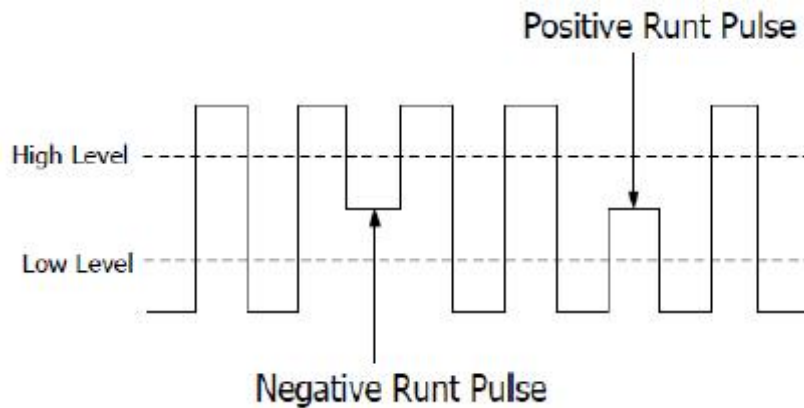 Positive Runt Pulse
High Level
Low Level
Negative Runt Pulse